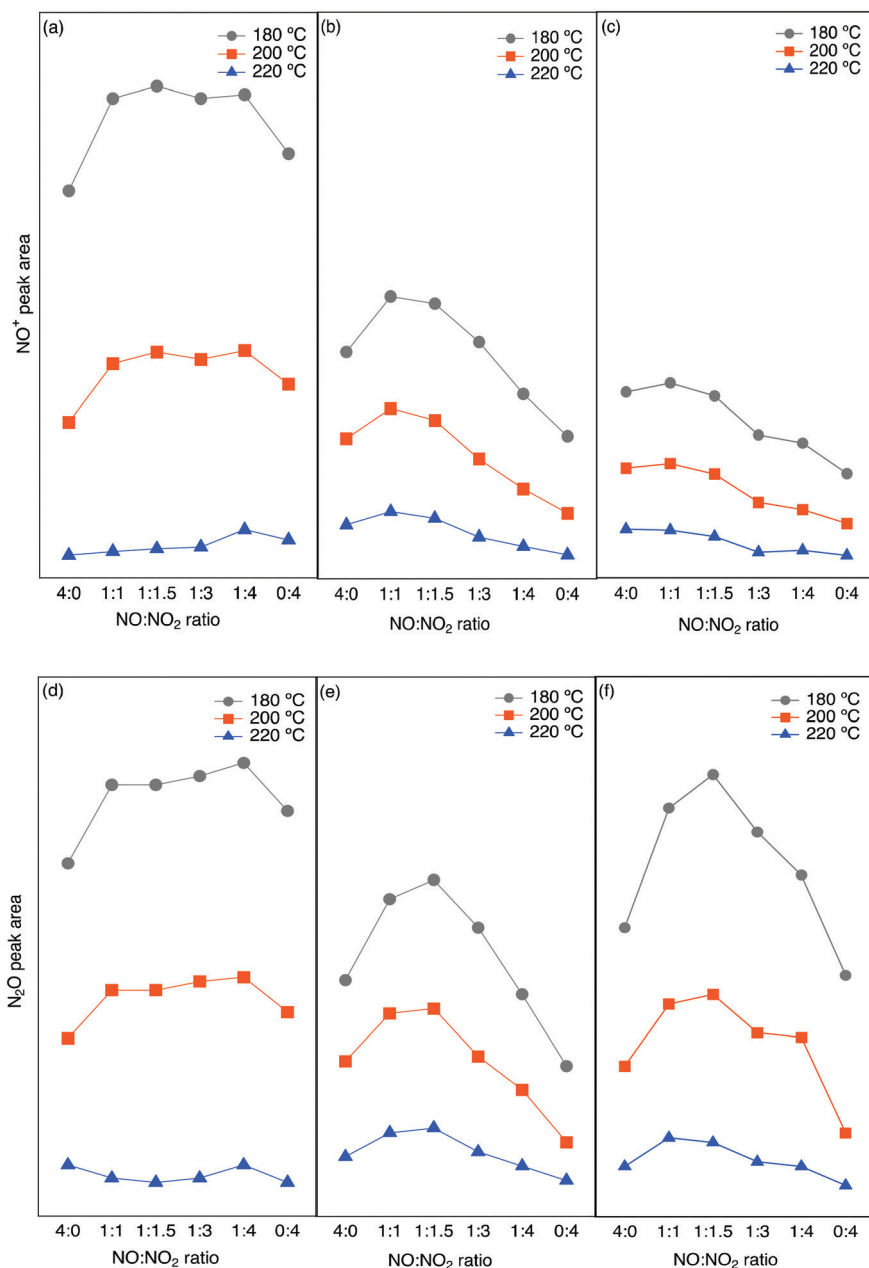 (a)
180 ºC
200 ºC
220 ºC
(b)
180 ºC
200 ºC
220 ºC
(c)
180 ºC
200 ºC
220 ºC
NO⁺ peak area
4:0 1:1 1:1.5 1:3 1:4 0:4
NO:NO₂ ratio
4:0 1:1 1:1.5 1:3 1:4 0:4
NO:NO₂ ratio
4:0 1:1 1:1.5 1:3 1:4 0:4
NO:NO₂ ratio
(d)
180 ºC
200 ºC
220 ºC
(e)
180 ºC
200 ºC
220 ºC
(f)
180 ºC
200 ºC
220 ºC
N₂O peak area
4:0 1:1 1:1.5 1:3 1:4 0:4
NO:NO₂ ratio
4:0 1:1 1:1.5 1:3 1:4 0:4
NO:NO₂ ratio
4:0 1:1 1:1.5 1:3 1:4 0:4
NO:NO₂ ratio